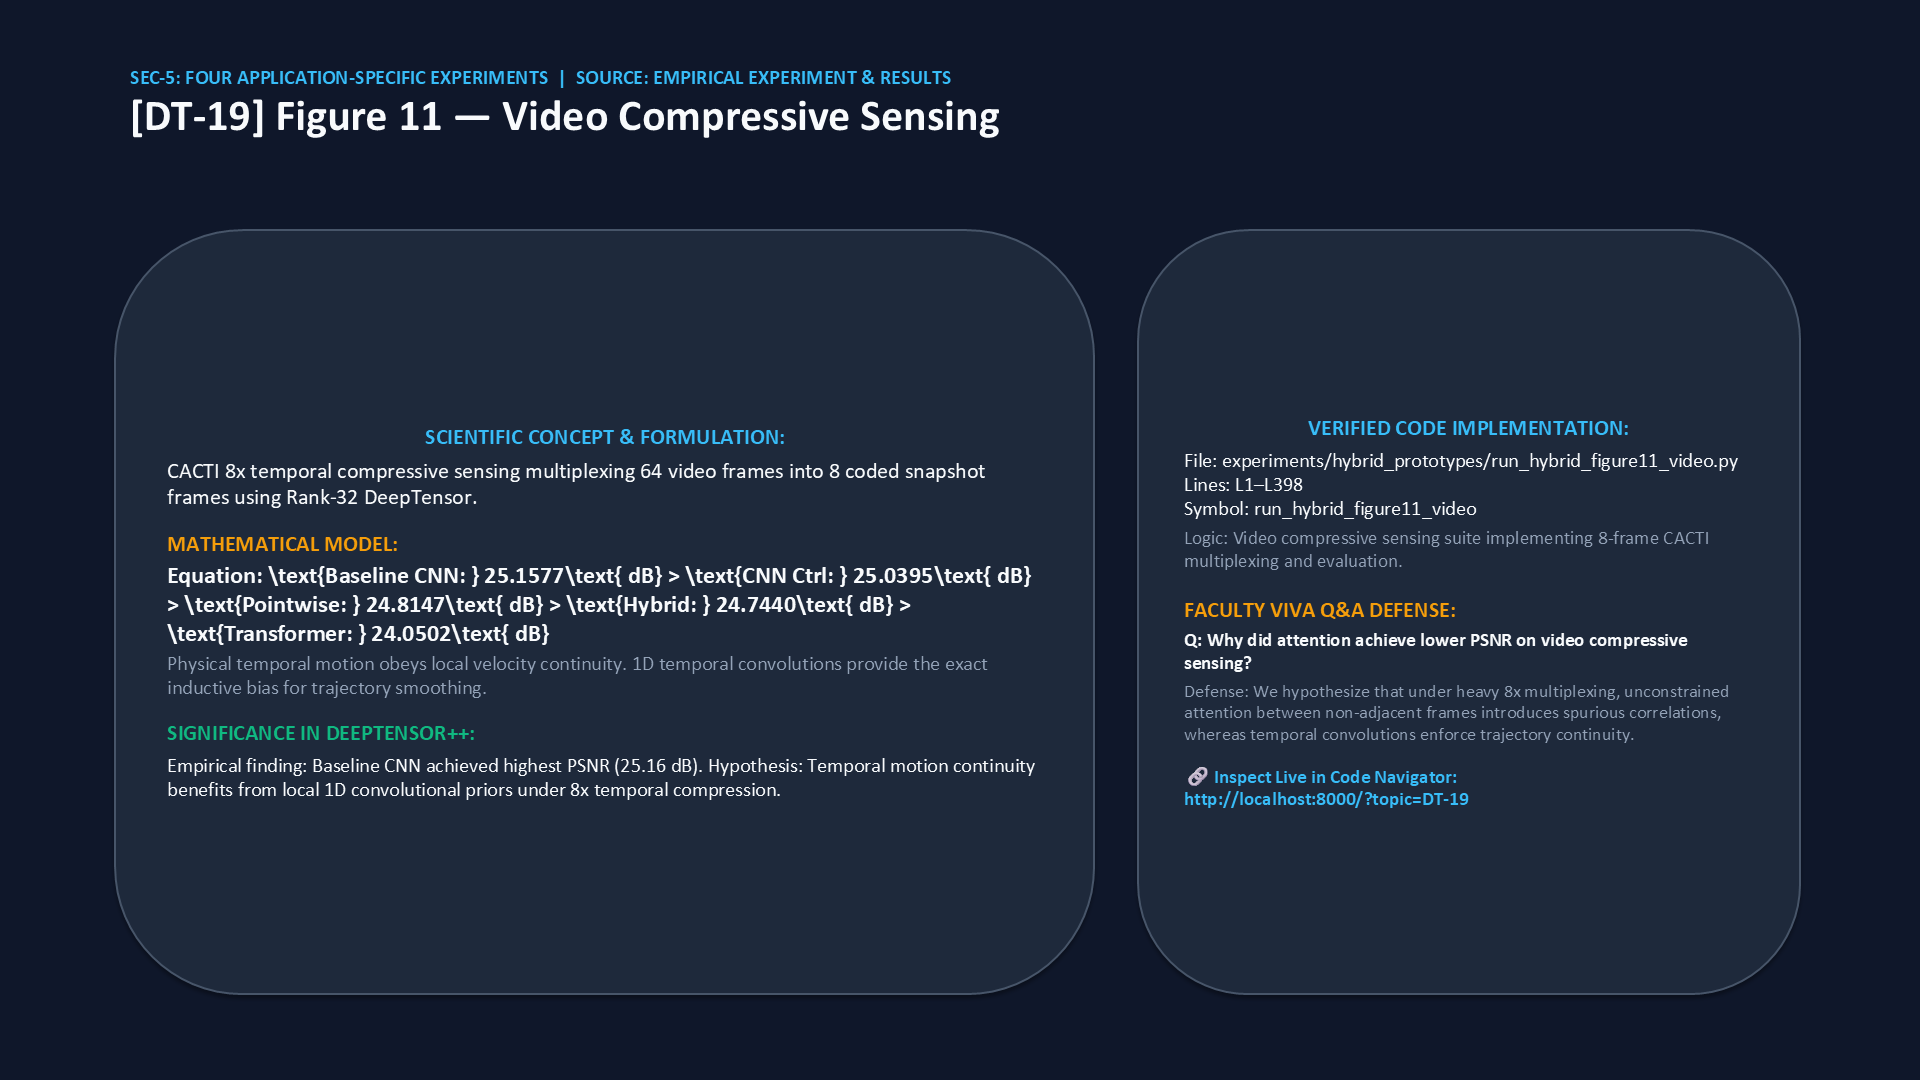 SEC-5: FOUR APPLICATION-SPECIFIC EXPERIMENTS | SOURCE: EMPIRICAL EXPERIMENT & RESULTS
[DT-19] Figure 11 — Video Compressive Sensing
SCIENTIFIC CONCEPT & FORMULATION:
CACTI 8x temporal compressive sensing multiplexing 64 video frames into 8 coded snapshot
frames using Rank-32 DeepTensor.
MATHEMATICAL MODEL:
Equation: \text{Baseline CNN: } 25.1577\text{ dB} > \text{CNN Ctrl: } 25.0395\text{ dB}
> \text{Pointwise: } 24.8147\text{ dB} > \text{Hybrid: } 24.7440\text{ dB} >
\text{Transformer: } 24.0502\text{ dB}
Physical temporal motion obeys local velocity continuity. 1D temporal convolutions provide the exact
inductive bias for trajectory smoothing.
SIGNIFICANCE IN DEEPTENSOR++:
Empirical finding: Baseline CNN achieved highest PSNR (25.16 dB). Hypothesis: Temporal motion continuity
benefits from local 1D convolutional priors under 8x temporal compression.
VERIFIED CODE IMPLEMENTATION:
File: experiments/hybrid_prototypes/run_hybrid_figure11_video.py
Lines: L1–L398
Symbol: run_hybrid_figure11_video
Logic: Video compressive sensing suite implementing 8-frame CACTI
multiplexing and evaluation.
FACULTY VIVA Q&A DEFENSE:
Q: Why did attention achieve lower PSNR on video compressive
sensing?
Defense: We hypothesize that under heavy 8x multiplexing, unconstrained
attention between non-adjacent frames introduces spurious correlations,
whereas temporal convolutions enforce trajectory continuity.
🔗 Inspect Live in Code Navigator:
http://localhost:8000/?topic=DT-19